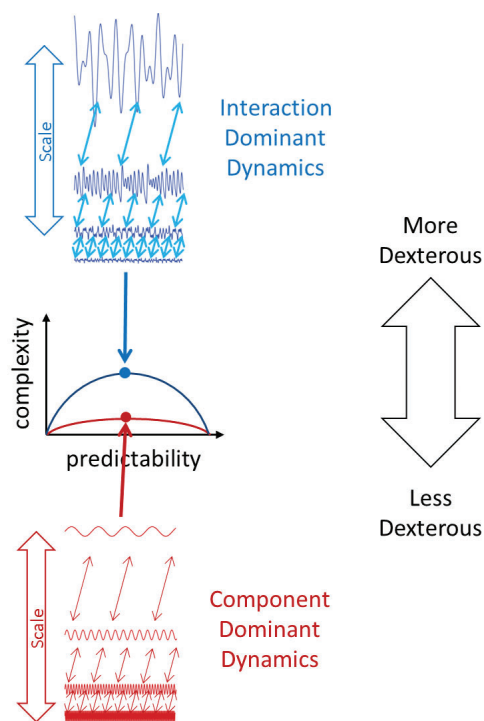 Scale
Interaction
Dominant
Dynamics
More
Dexterous
complexity
predictability
Less
Dexterous
Scale
Component
Dominant
Dynamics